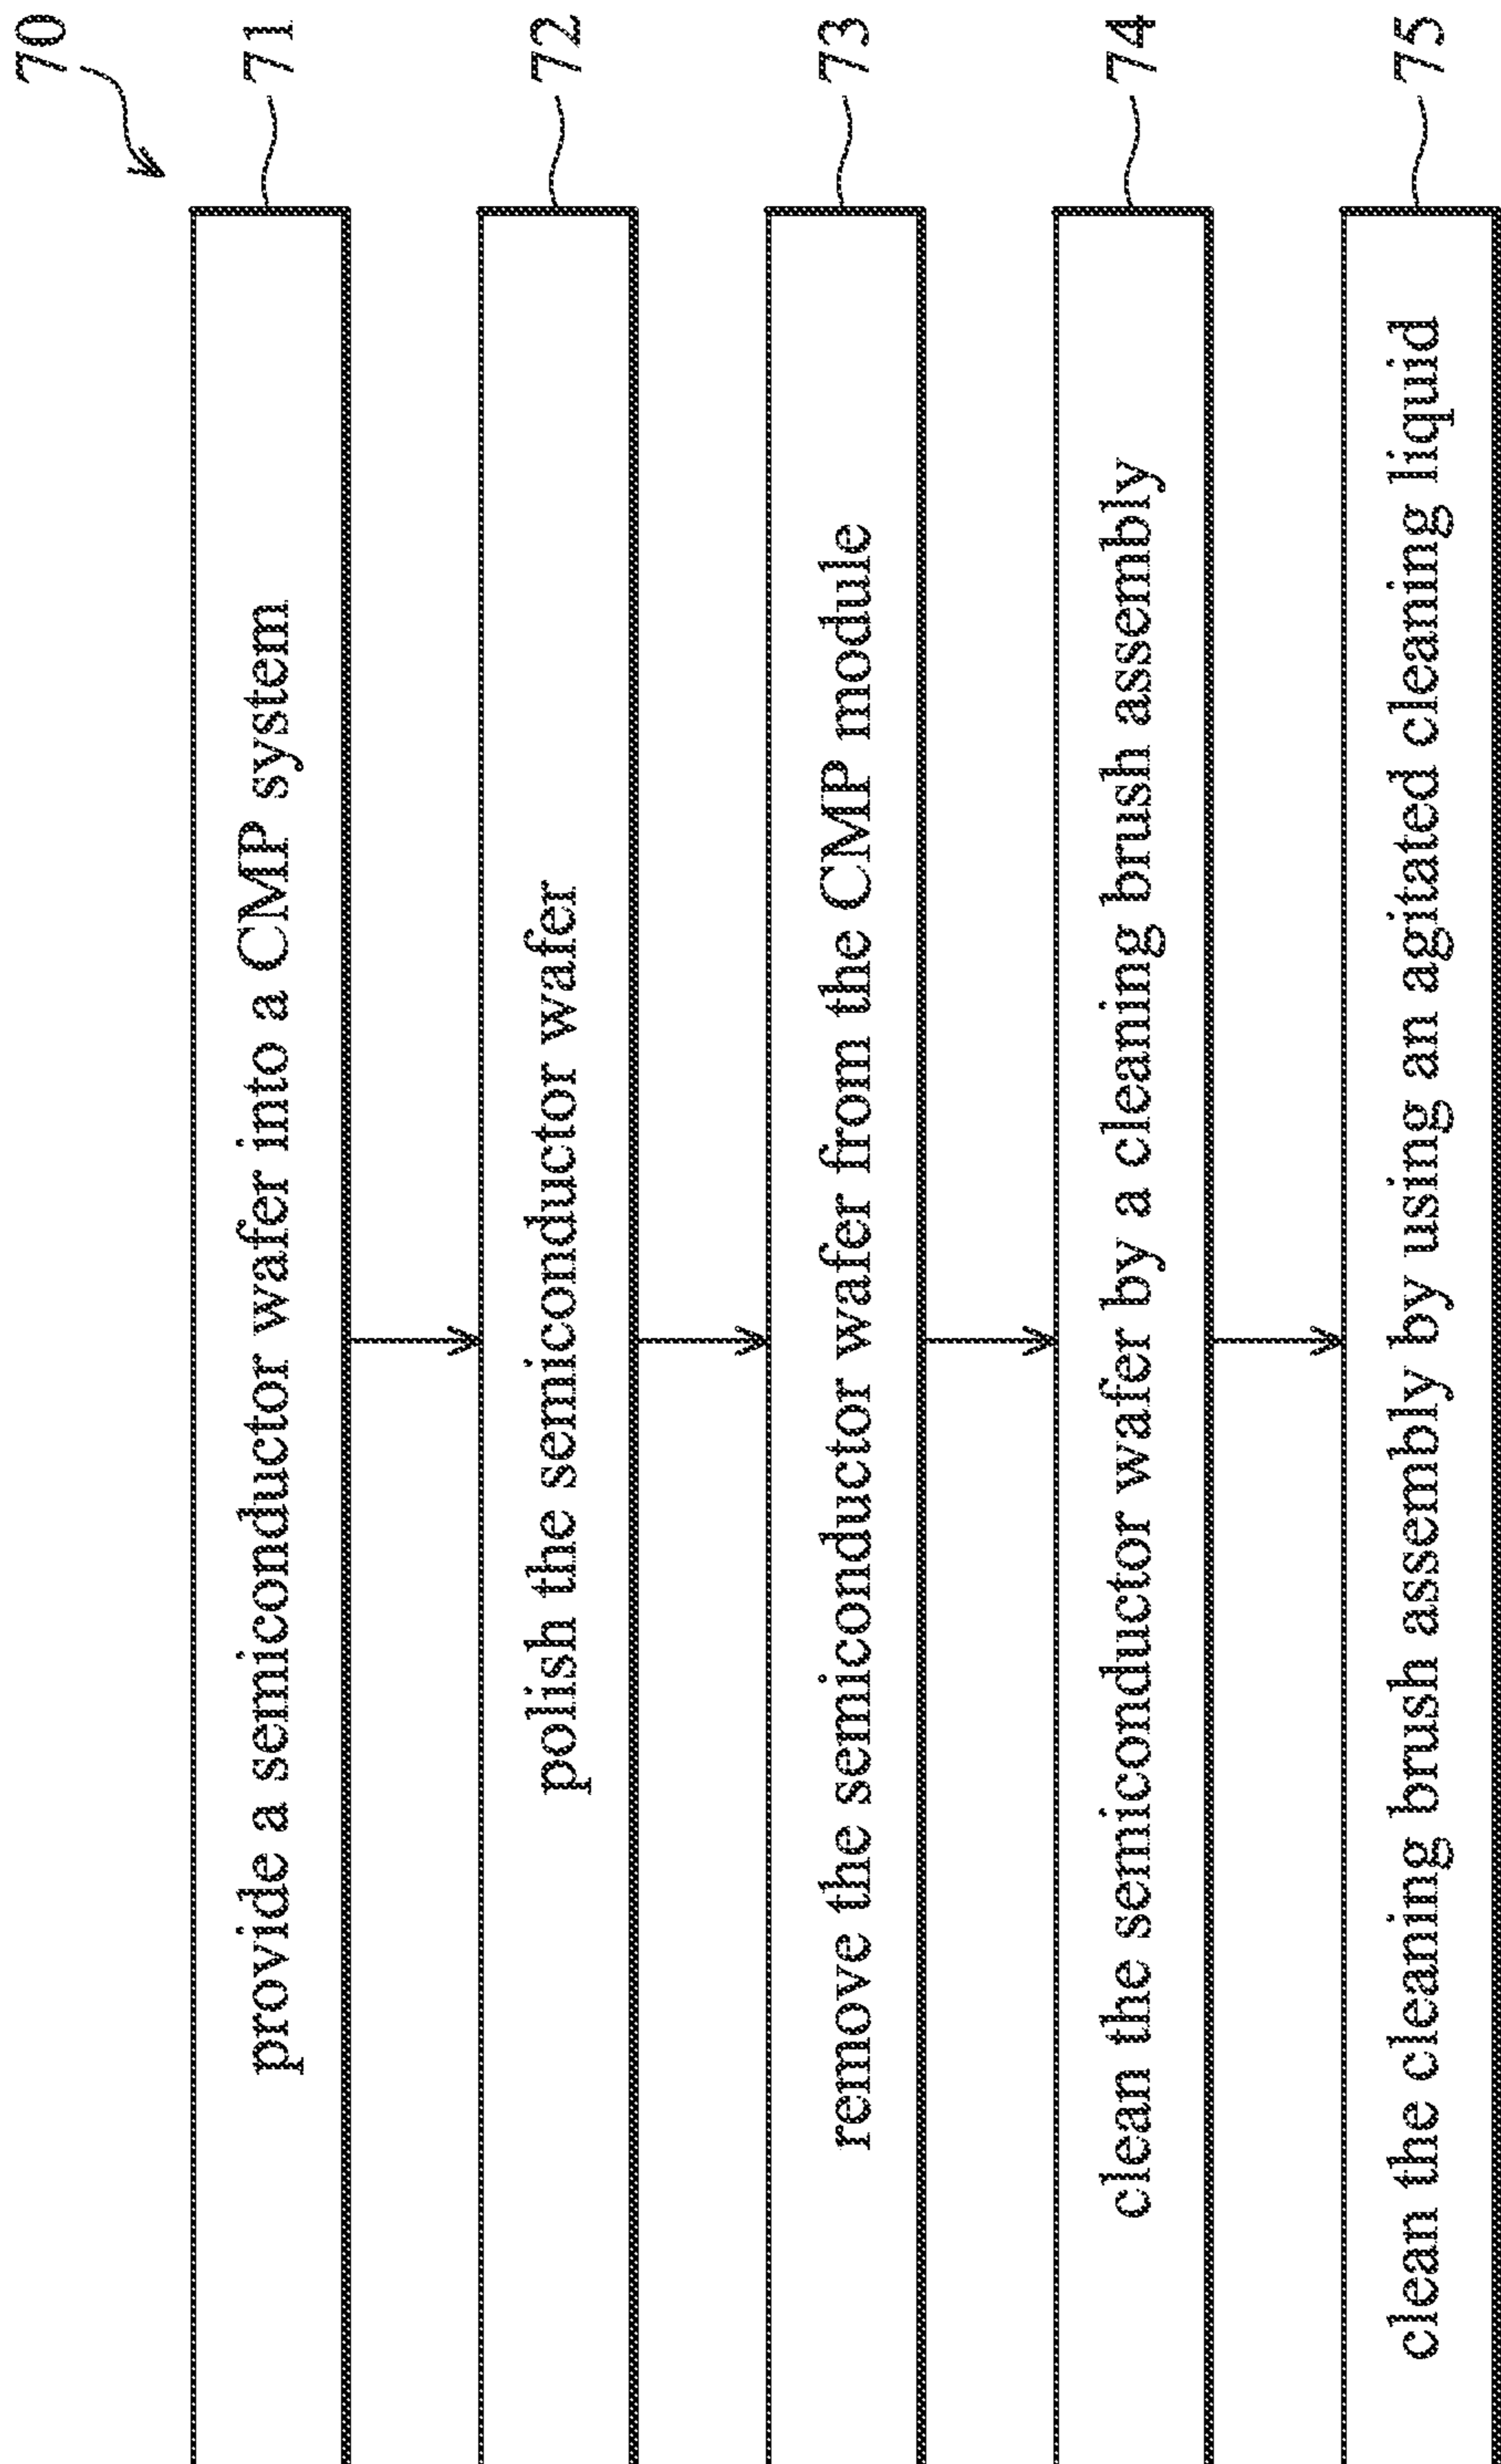 70
provide a semiconductor wafer into a CMP system
71
polish the semiconductor wafer
72
remove the semiconductor wafer from the CMP module
73
clean the semiconductor wafer by a cleaning brush assembly
74
clean the cleaning brush assembly by using an agitated cleaning liquid
75